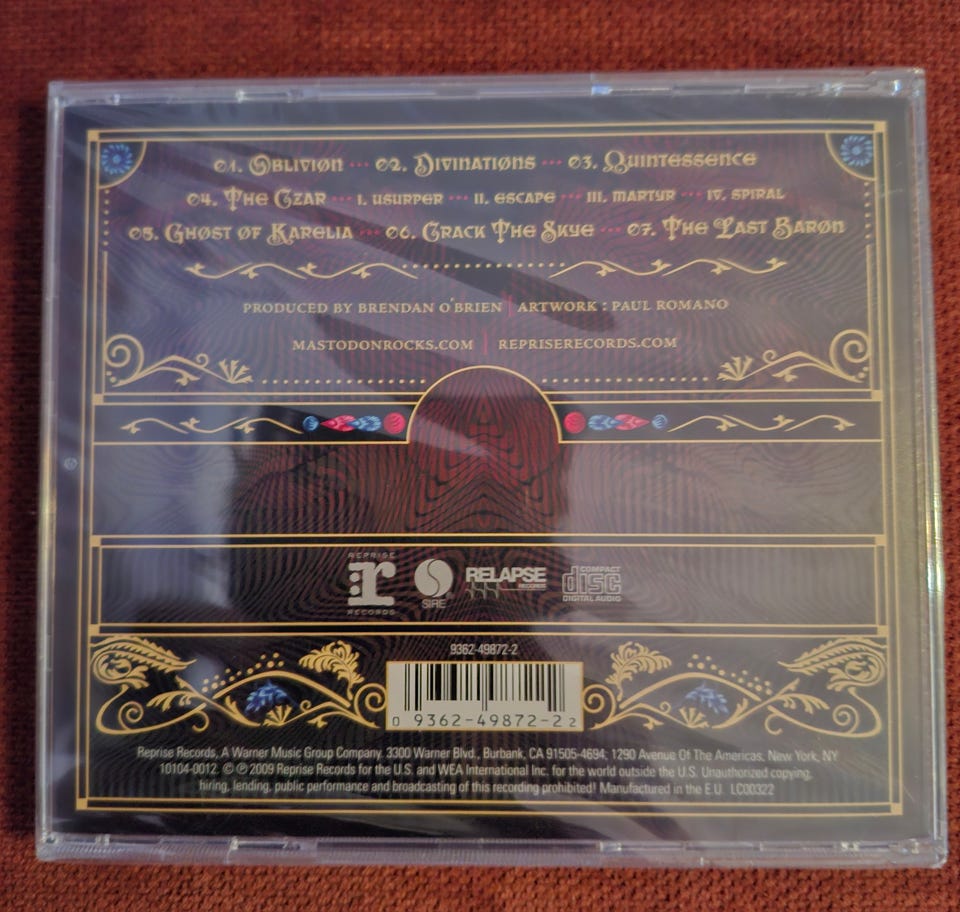 01. Oblivion ··· 02. Divinations ··· 03. Quintessence
04. The Czar ··· I. usurper ··· II. escape ··· III. martyr ··· IV. spiral
05. Ghøst øf Karelia ··· 06. Crack The Skye ··· 07. The Last Barøn
PRODUCED BY BRENDAN O'BRIEN | ARTWORK : PAUL ROMANO
MASTODONROCKS.COM | REPRISERECORDS.COM
REPRISE
r
RECORDS
SIRE
RELAPSE
RECORDS
COMPACT
disc
DIGITAL AUDIO
9362-49872-2
0 9362-49872-2 2
Reprise Records, A Warner Music Group Company. 3300 Warner Blvd., Burbank, CA 91505-4694; 1290 Avenue Of The Americas, New York, NY
10104-0012. © ℗ 2009 Reprise Records for the U.S. and WEA International Inc. for the world outside the U.S. Unauthorized copying,
hiring, lending, public performance and broadcasting of this recording prohibited! Manufactured in the E.U. LC00322